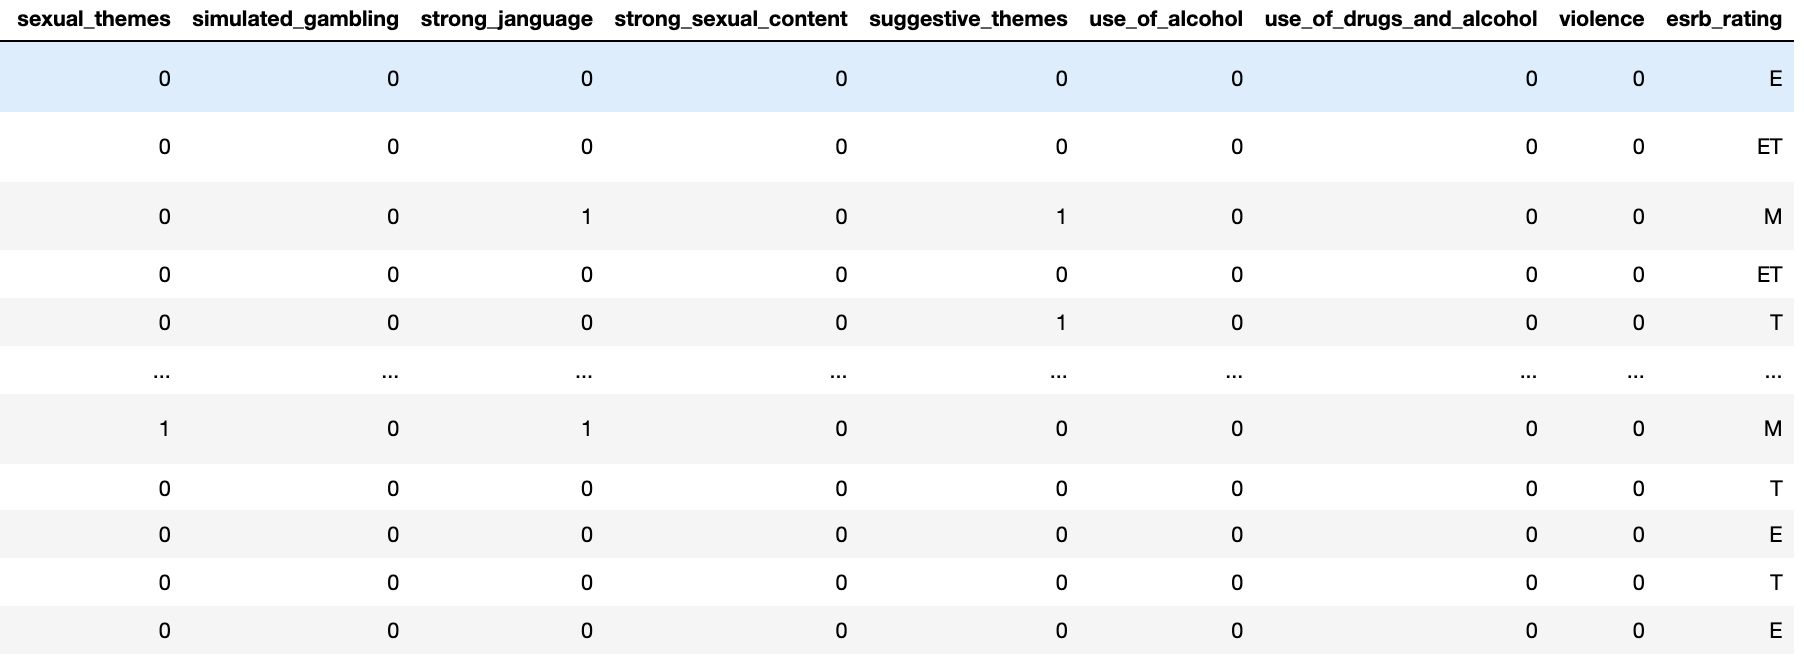 sexual_themes simulated_gambling strong_janguage strong_sexual_content suggestive_themes use_of_alcohol use_of_drugs_and_alcohol violence esrb_rating
0 0 0 0 0 0 0 0 E
0 0 0 0 0 0 0 0 ET
0 0 1 0 1 0 0 0 M
0 0 0 0 0 0 0 0 ET
0 0 0 0 1 0 0 0 T
... ... ... ... ... ... ... ... ...
1 0 1 0 0 0 0 0 M
0 0 0 0 0 0 0 0 T
0 0 0 0 0 0 0 0 E
0 0 0 0 0 0 0 0 T
0 0 0 0 0 0 0 0 E